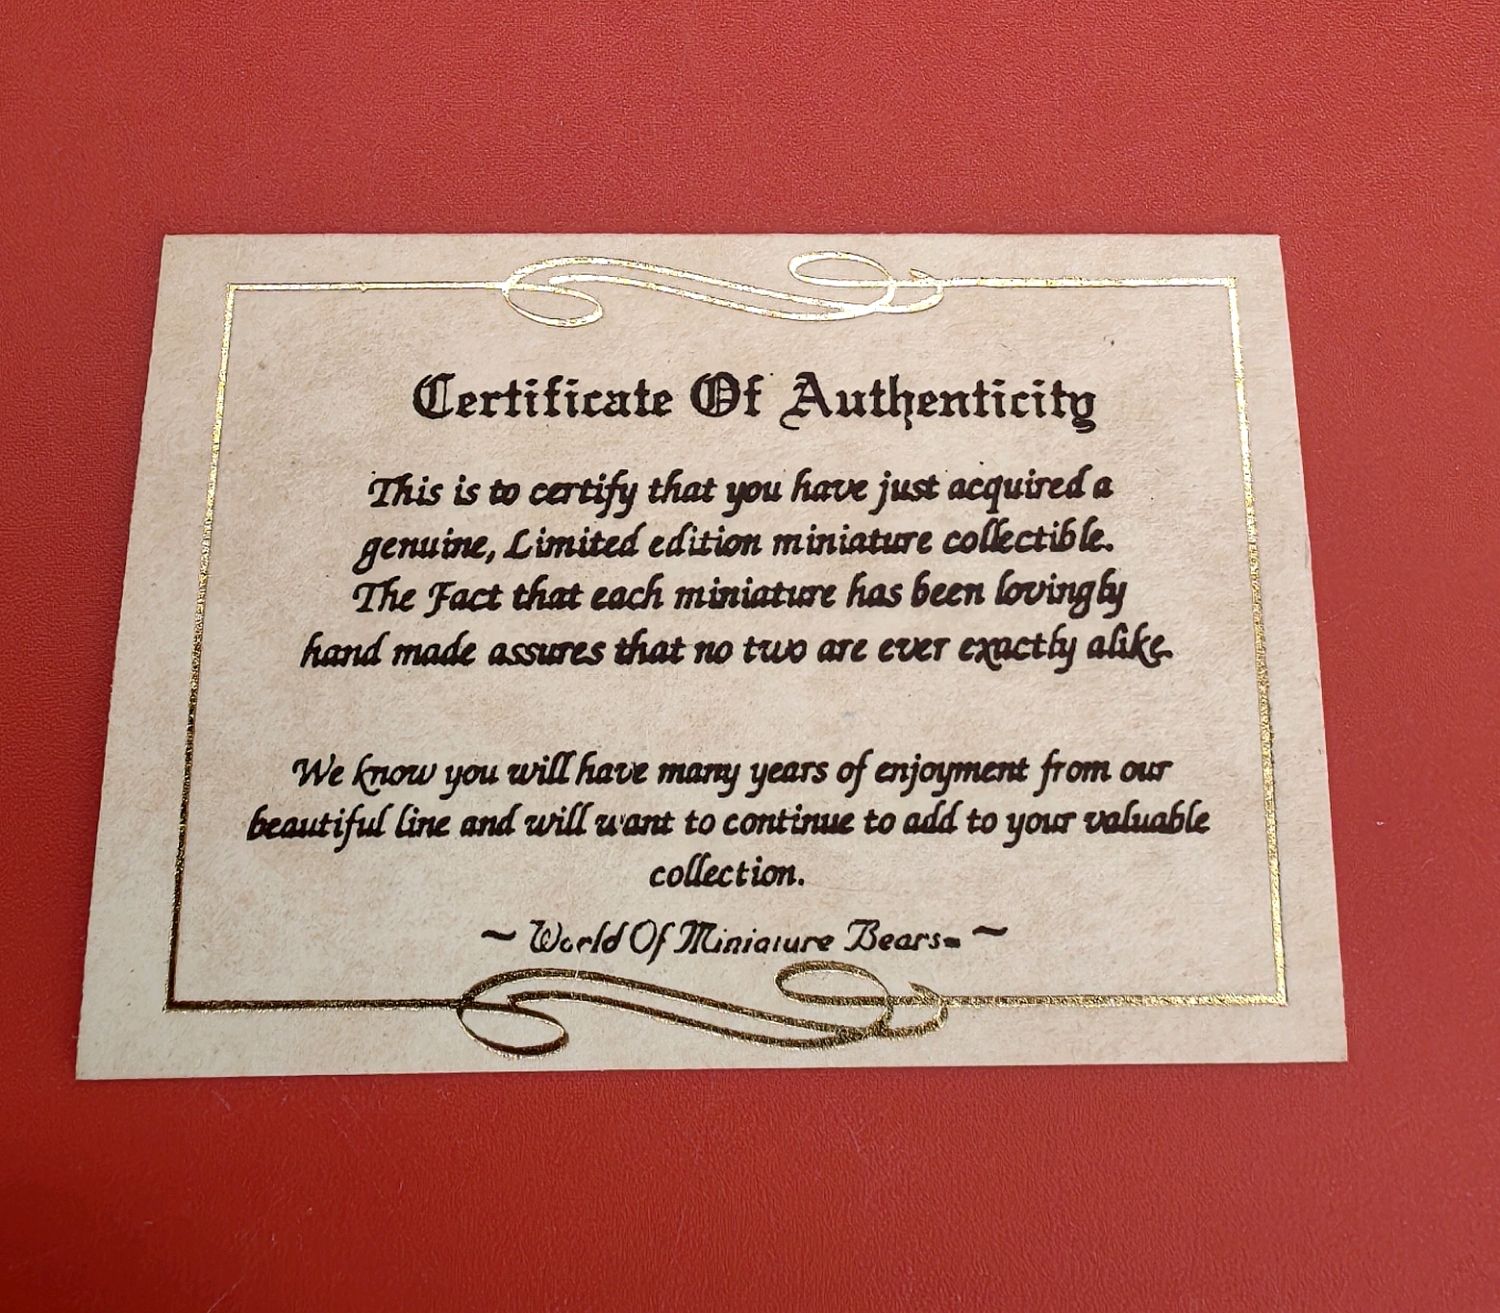 Certificate Of Authenticity
This is to certify that you have just acquired a
genuine, Limited edition miniature collectible.
The Fact that each miniature has been lovingly
hand made assures that no two are ever exactly alike.
We know you will have many years of enjoyment from our
beautiful line and will want to continue to add to your valuable
collection.
~ World Of Miniature Bears ~